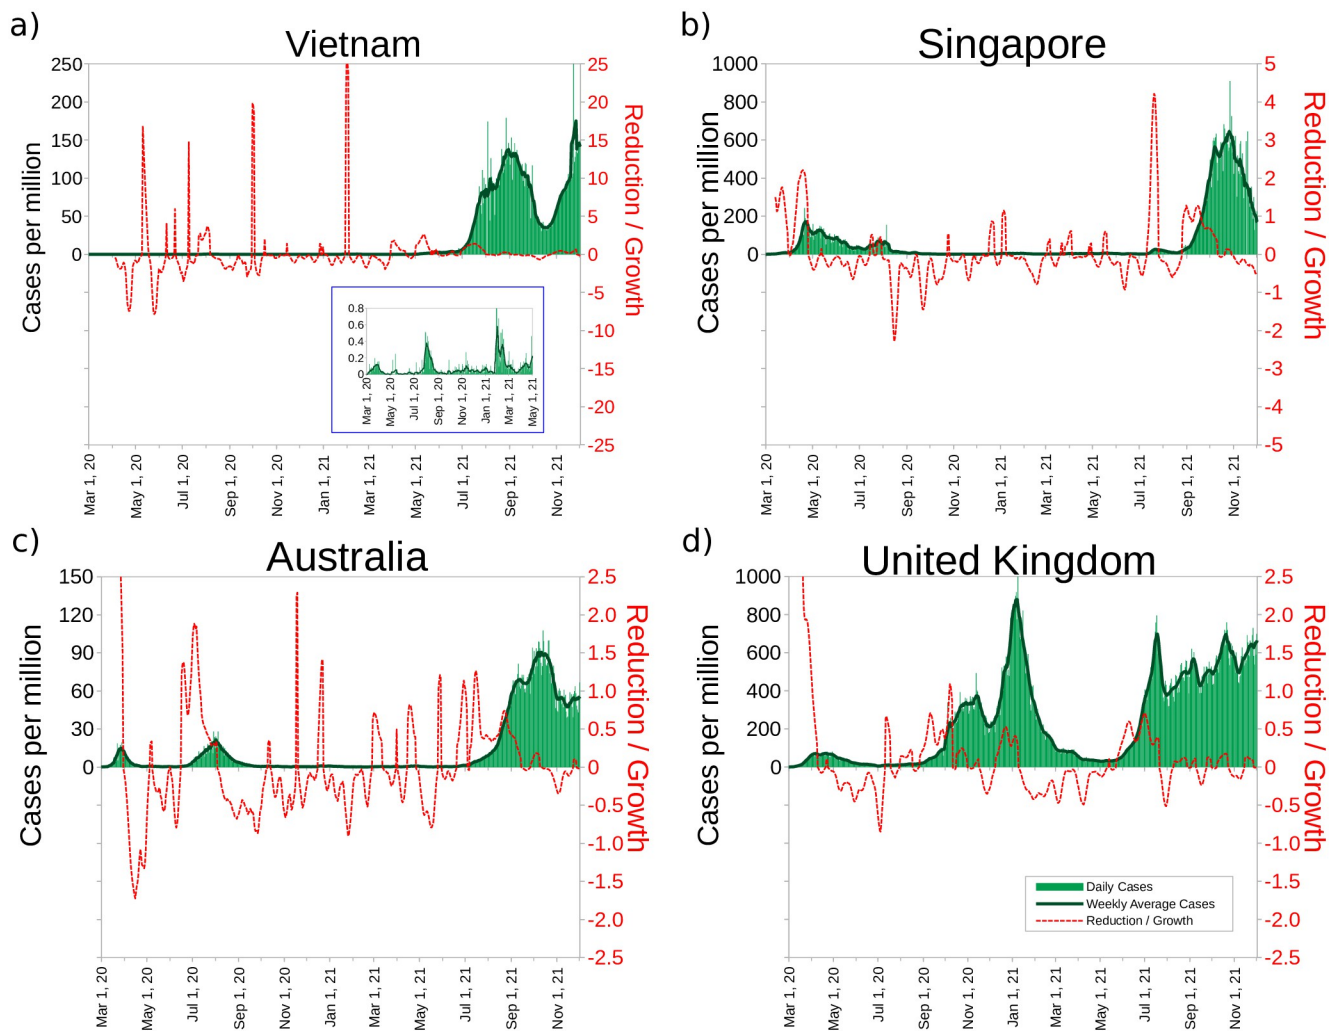 a)
Vietnam
250
200
150
100
50
0
Cases per million
25
20
15
10
5
0
-5
-10
-15
-20
-25
Reduction / Growth
0.8
0.6
0.4
0.2
0
Mar 1, 20
May 1, 20
Jul 1, 20
Sep 1, 20
Nov 1, 20
Jan 1, 21
Mar 1, 21
May 1, 21
Mar 1, 20
May 1, 20
Jul 1, 20
Sep 1, 20
Nov 1, 20
Jan 1, 21
Mar 1, 21
May 1, 21
Jul 1, 21
Sep 1, 21
Nov 1, 21
b)
Singapore
1000
800
600
400
200
0
Cases per million
5
4
3
2
1
0
-1
-2
-3
-4
-5
Reduction / Growth
Mar 1, 20
May 1, 20
Jul 1, 20
Sep 1, 20
Nov 1, 20
Jan 1, 21
Mar 1, 21
May 1, 21
Jul 1, 21
Sep 1, 21
Nov 1, 21
c)
Australia
150
120
90
60
30
0
Cases per million
2.5
2.0
1.5
1.0
0.5
0
-0.5
-1.0
-1.5
-2.0
-2.5
Reduction / Growth
Mar 1, 20
May 1, 20
Jul 1, 20
Sep 1, 20
Nov 1, 20
Jan 1, 21
Mar 1, 21
May 1, 21
Jul 1, 21
Sep 1, 21
Nov 1, 21
d)
United Kingdom
1000
800
600
400
200
0
Cases per million
2.5
2.0
1.5
1.0
0.5
0
-0.5
-1.0
-1.5
-2.0
-2.5
Reduction / Growth
Daily Cases
Weekly Average Cases
Reduction / Growth
Mar 1, 20
May 1, 20
Jul 1, 20
Sep 1, 20
Nov 1, 20
Jan 1, 21
Mar 1, 21
May 1, 21
Jul 1, 21
Sep 1, 21
Nov 1, 21